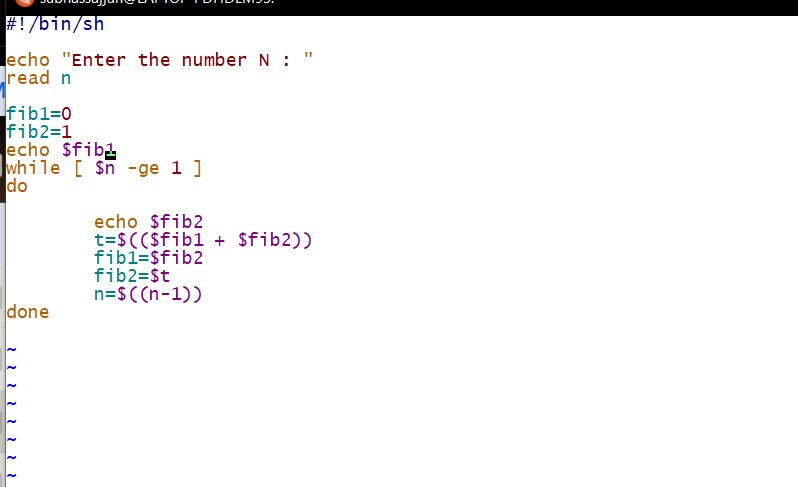 #!/bin/sh
echo "Enter the number N : "
read n
fib1=0
fib2=1
echo $fib1
while [ $n -ge 1 ]
do
echo $fib2
t=$(($fib1 + $fib2))
fib1=$fib2
fib2=$t
n=$((n-1))
done
~
~
~
~
~
~
~
~